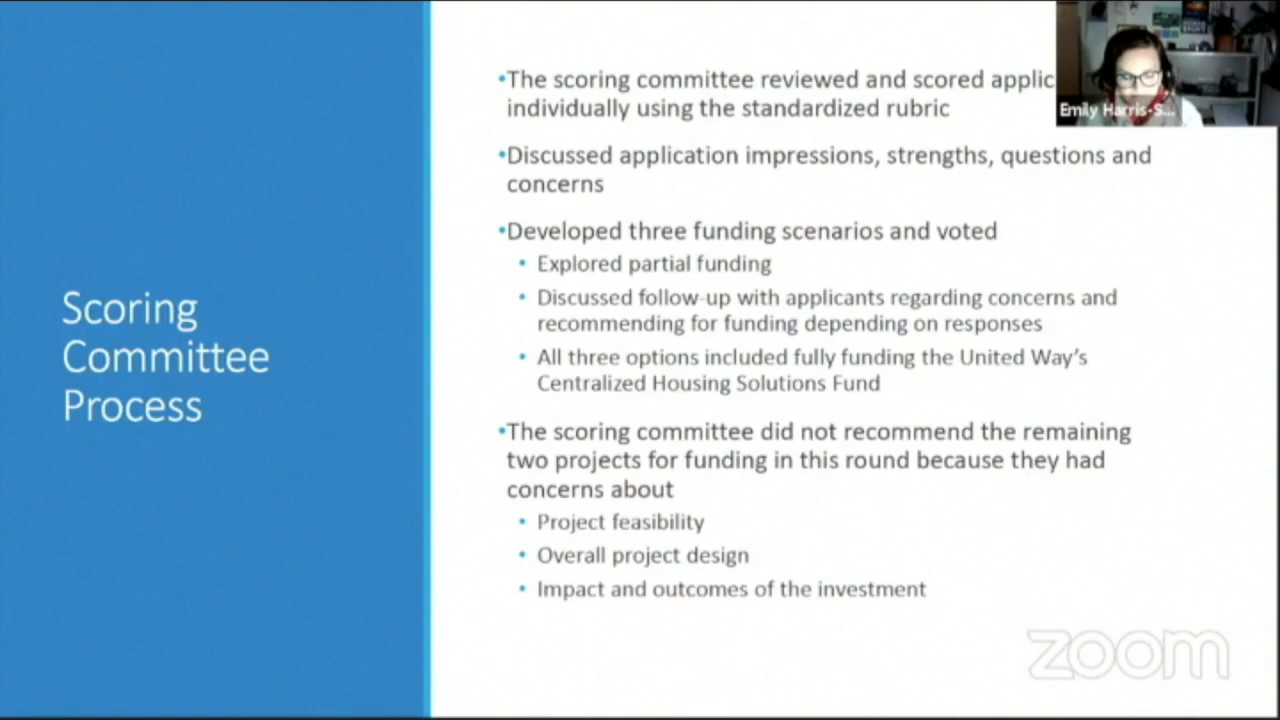 Scoring
Committee
Process
•The scoring committee reviewed and scored applic
individually using the standardized rubric
•Discussed application impressions, strengths, questions and
concerns
•Developed three funding scenarios and voted
• Explored partial funding
• Discussed follow-up with applicants regarding concerns and
recommending for funding depending on responses
• All three options included fully funding the United Way's
Centralized Housing Solutions Fund
•The scoring committee did not recommend the remaining
two projects for funding in this round because they had
concerns about
• Project feasibility
• Overall project design
• Impact and outcomes of the investment
Emily Harris-S...
zoom